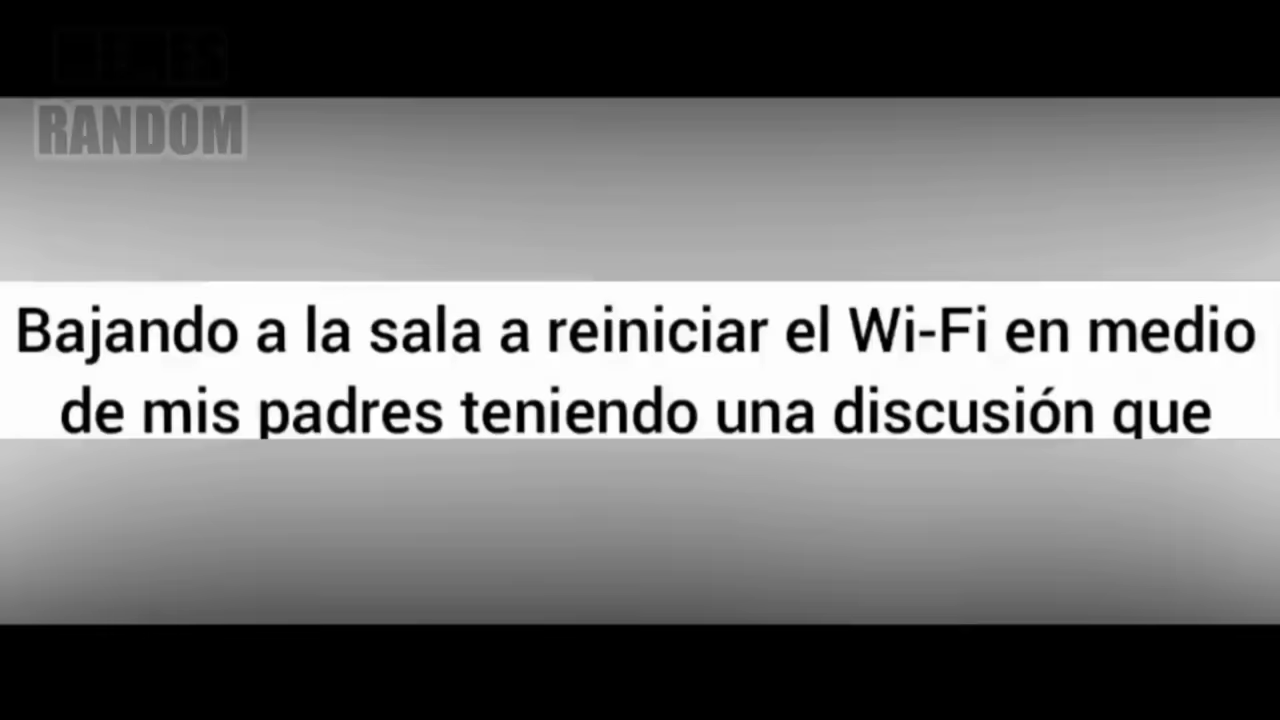 RANDOM
Bajando a la sala a reiniciar el Wi-Fi en medio
de mis padres teniendo una discusión que